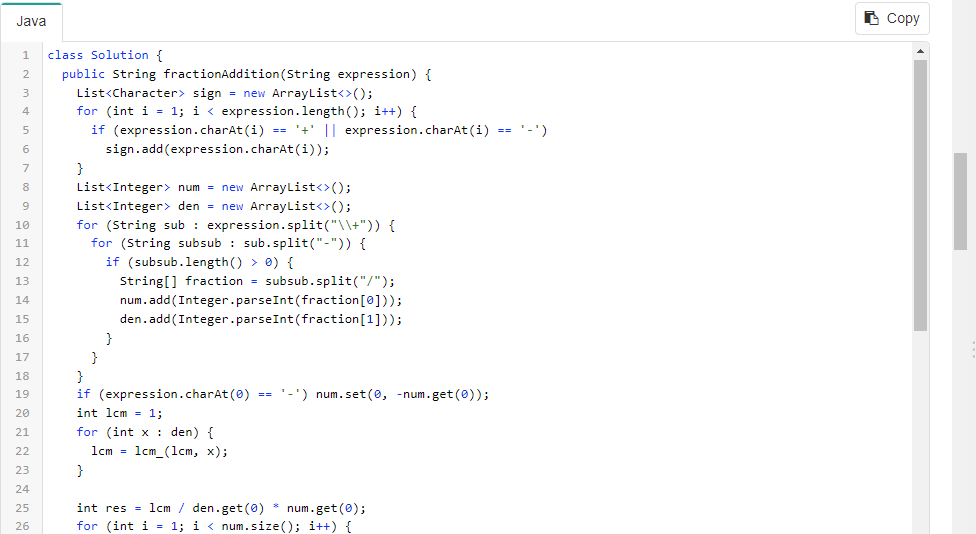 Java
Copy
1 class Solution {
2 public String fractionAddition(String expression) {
3 List<Character> sign = new ArrayList<>();
4 for (int i = 1; i < expression.length(); i++) {
5 if (expression.charAt(i) == '+' || expression.charAt(i) == '-')
6 sign.add(expression.charAt(i));
7 }
8 List<Integer> num = new ArrayList<>();
9 List<Integer> den = new ArrayList<>();
10 for (String sub : expression.split("\\+")) {
11 for (String subsub : sub.split("-")) {
12 if (subsub.length() > 0) {
13 String[] fraction = subsub.split("/");
14 num.add(Integer.parseInt(fraction[0]));
15 den.add(Integer.parseInt(fraction[1]));
16 }
17 }
18 }
19 if (expression.charAt(0) == '-') num.set(0, -num.get(0));
20 int lcm = 1;
21 for (int x : den) {
22 lcm = lcm_(lcm, x);
23 }
24
25 int res = lcm / den.get(0) * num.get(0);
26 for (int i = 1; i < num.size(); i++) {